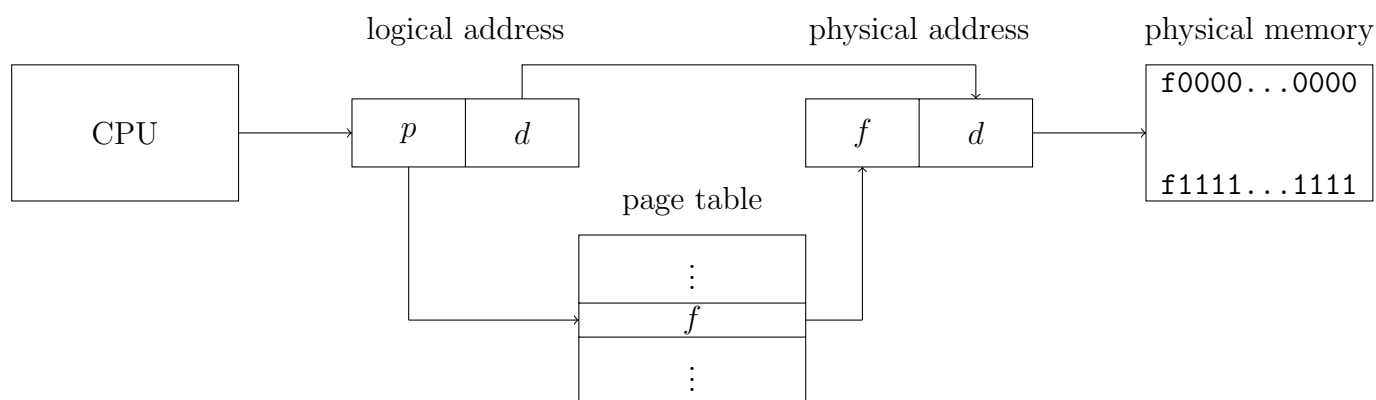 logical address
physical address
physical memory
CPU
p
d
f
d
f0000...0000
f1111...1111
page table
⋮
f
⋮